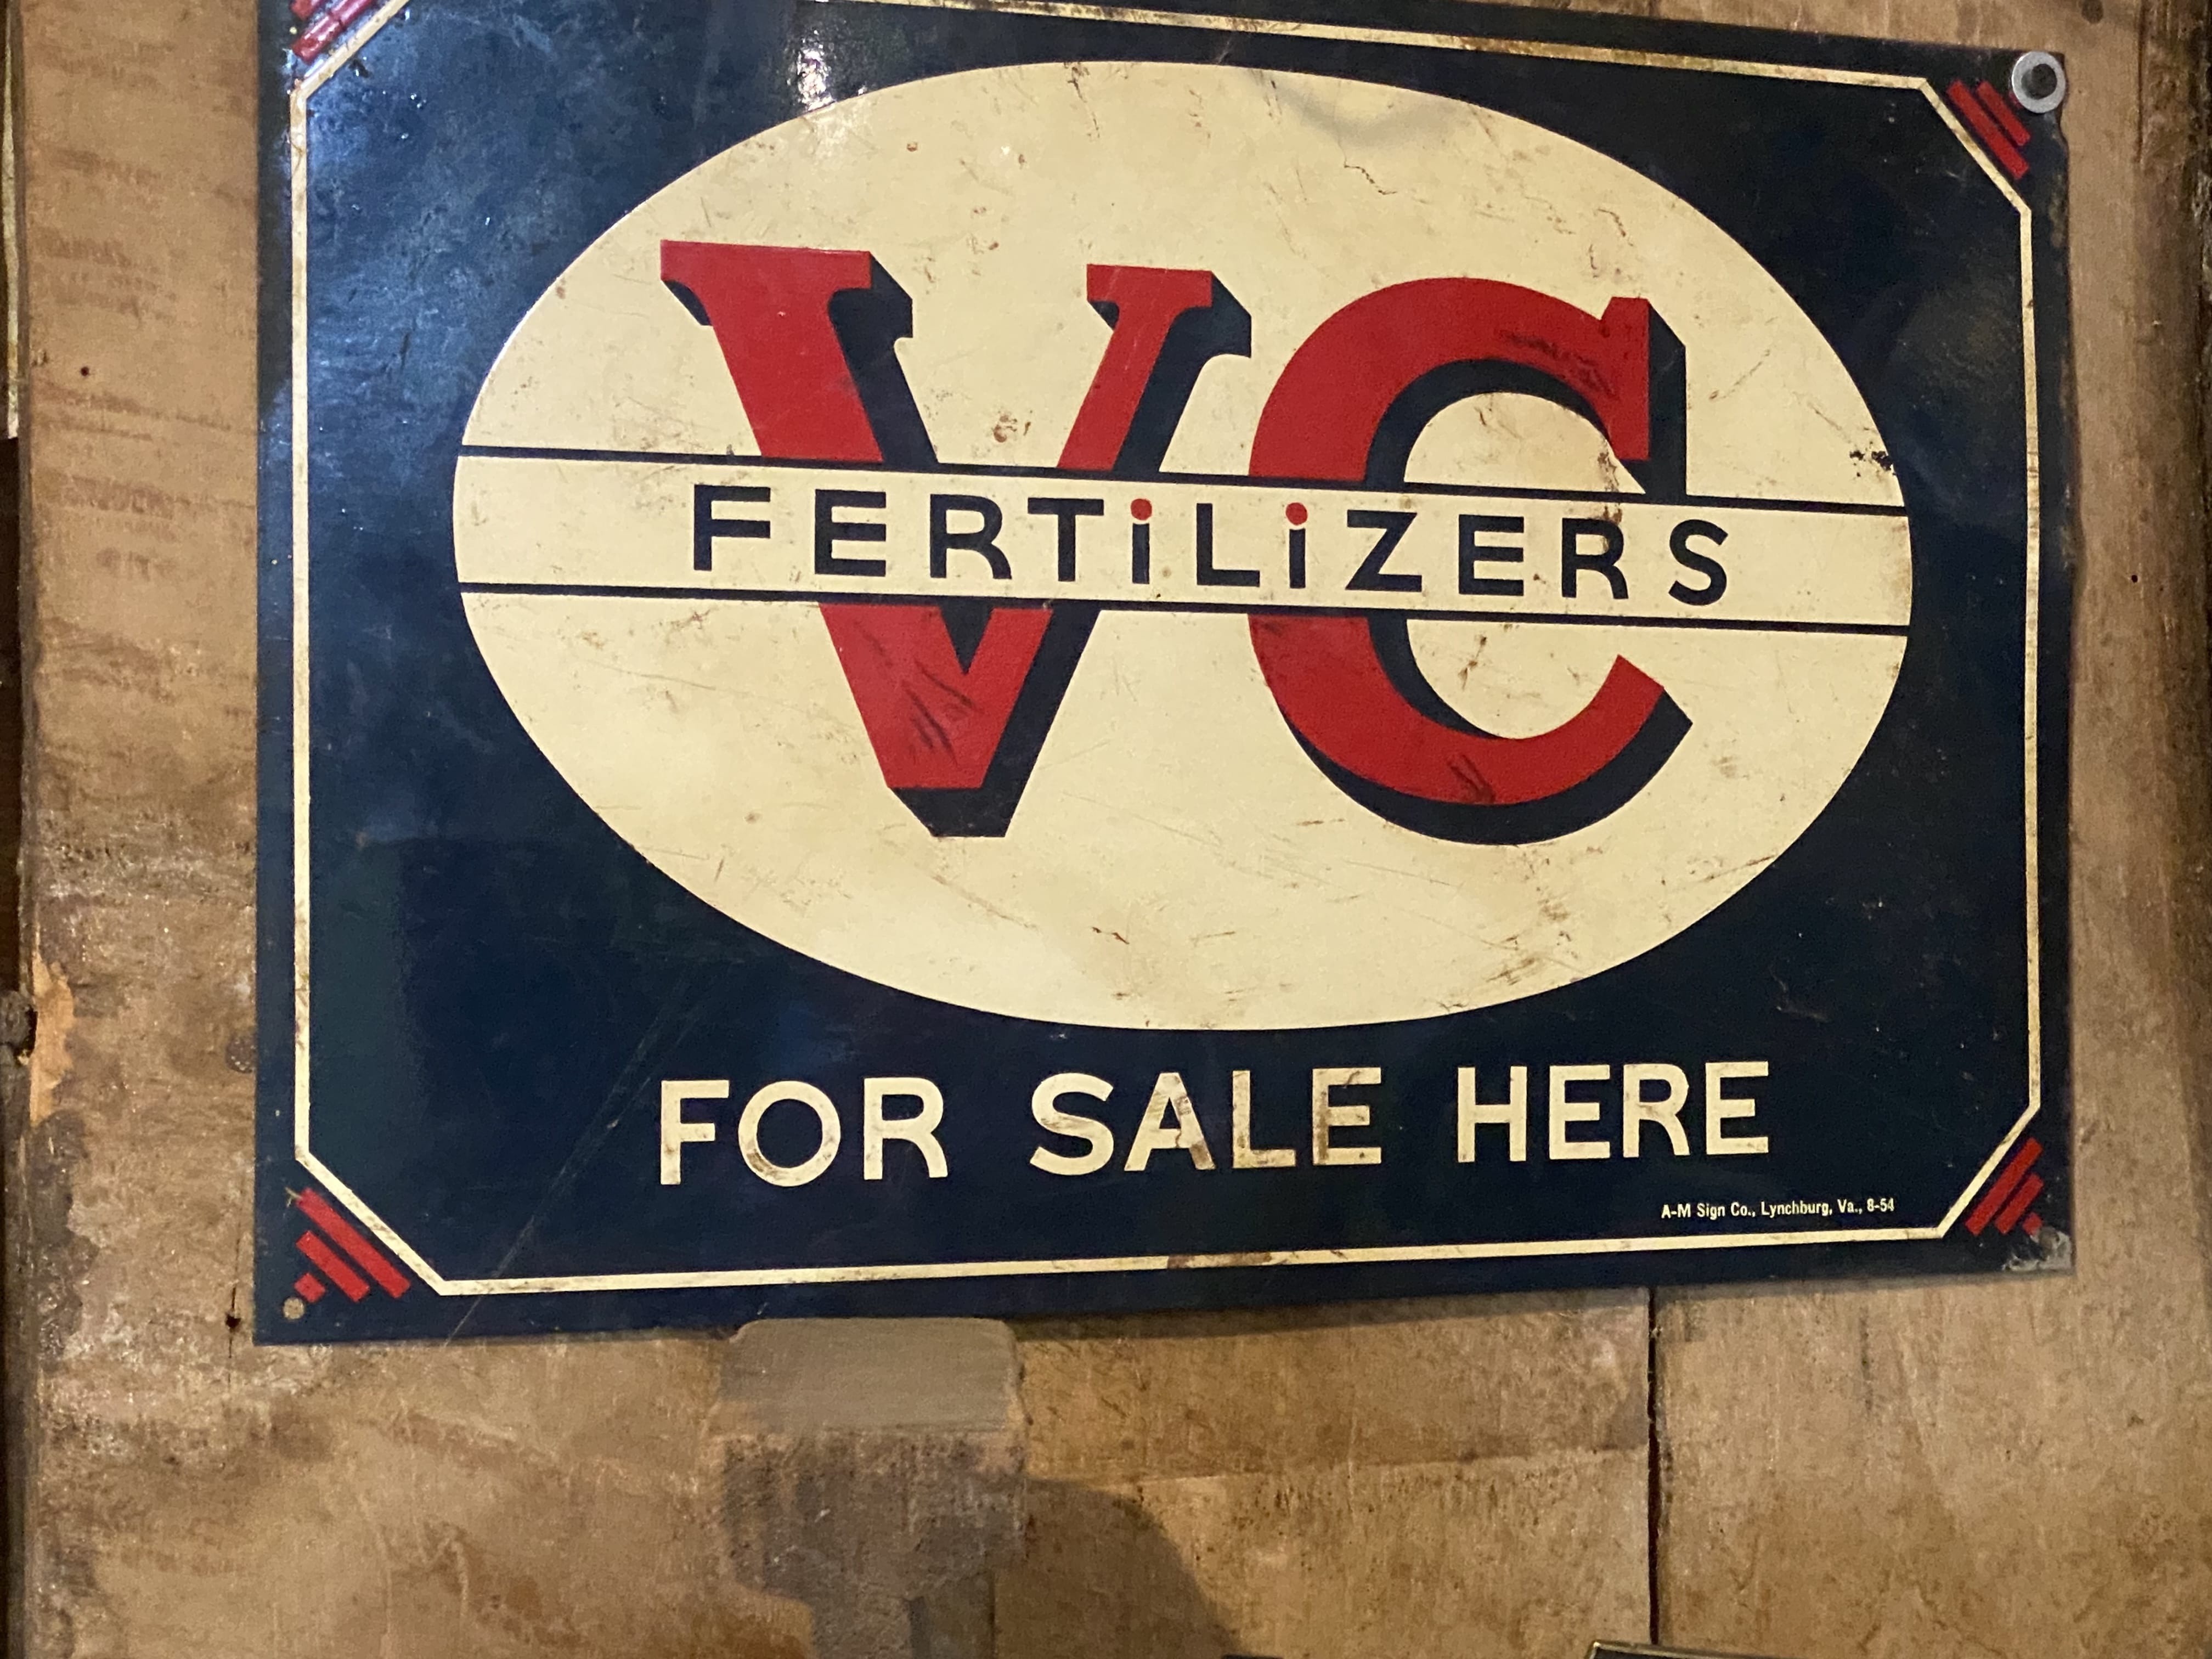 VC
FERTiLiZERS
FOR SALE HERE
A-M Sign Co., Lynchburg, Va., 8-54